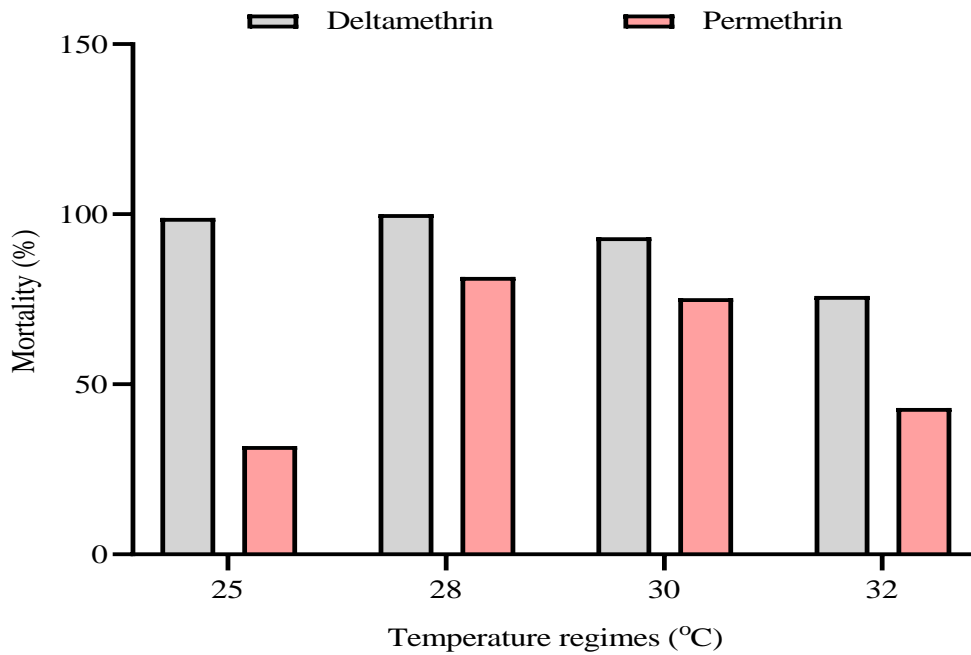 Deltamethrin Permethrin
150
100
50
0
Mortality (%)
25 28 30 32
Temperature regimes (°C)